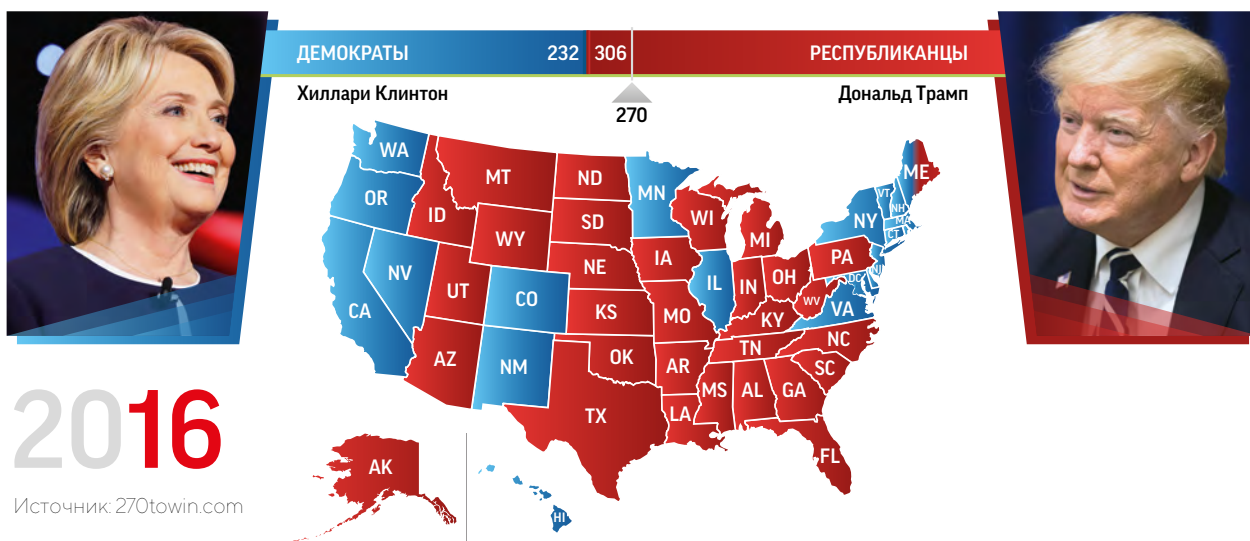 ДЕМОКРАТЫ 232 306 РЕСПУБЛИКАНЦЫ
Хиллари Клинтон Дональд Трамп
270
WA
MT
ND
MN
ME
OR
ID
SD
WI
MI
NY
VT
NH
MA
CT
WY
IA
NE
PA
NJ
NV
UT
CO
IL
IN
OH
DC
WV
VA
CA
KS
MO
KY
AZ
NM
OK
AR
TN
NC
SC
TX
LA
MS
AL
GA
FL
AK
HI
2016
Источник: 270towin.com